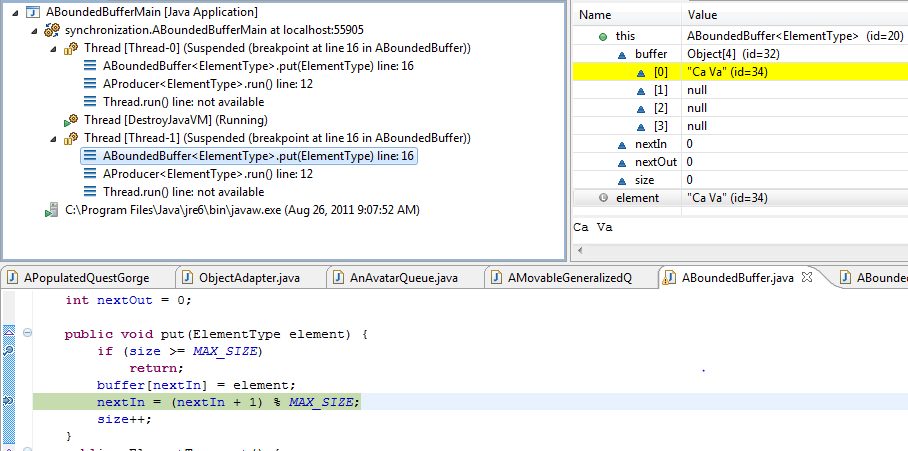 ABoundedBufferMain [Java Application]
synchronization.ABoundedBufferMain at localhost:55905
Thread [Thread-0] (Suspended (breakpoint at line 16 in ABoundedBuffer))
ABoundedBuffer<ElementType>.put(ElementType) line: 16
AProducer<ElementType>.run() line: 12
Thread.run() line: not available
Thread [DestroyJavaVM] (Running)
Thread [Thread-1] (Suspended (breakpoint at line 16 in ABoundedBuffer))
ABoundedBuffer<ElementType>.put(ElementType) line: 16
AProducer<ElementType>.run() line: 12
Thread.run() line: not available
C:\Program Files\Java\jre6\bin\javaw.exe (Aug 26, 2011 9:07:52 AM)
Name Value
this ABoundedBuffer<ElementType> (id=20)
buffer Object[4] (id=32)
[0] "Ca Va" (id=34)
[1] null
[2] null
[3] null
nextIn 0
nextOut 0
size 0
element "Ca Va" (id=34)
Ca Va
APopulatedQuestGorge ObjectAdapter.java AnAvatarQueue.java AMovableGeneralizedQ ABoundedBuffer.java ABounded
int nextOut = 0;
public void put(ElementType element) {
if (size >= MAX_SIZE)
return;
buffer[nextIn] = element;
nextIn = (nextIn + 1) % MAX_SIZE;
size++;
}